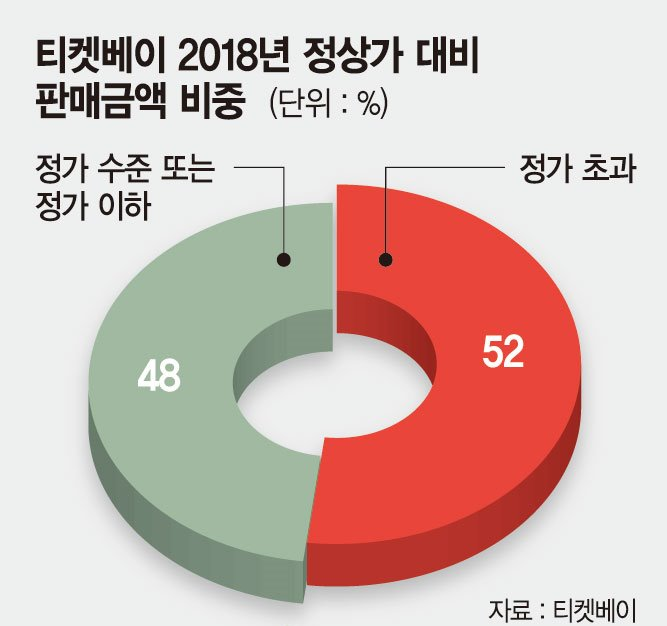 티켓베이 2018년 정상가 대비
판매금액 비중 (단위 : %)
정가 수준 또는
정가 이하
정가 초과
48
52
자료 : 티켓베이